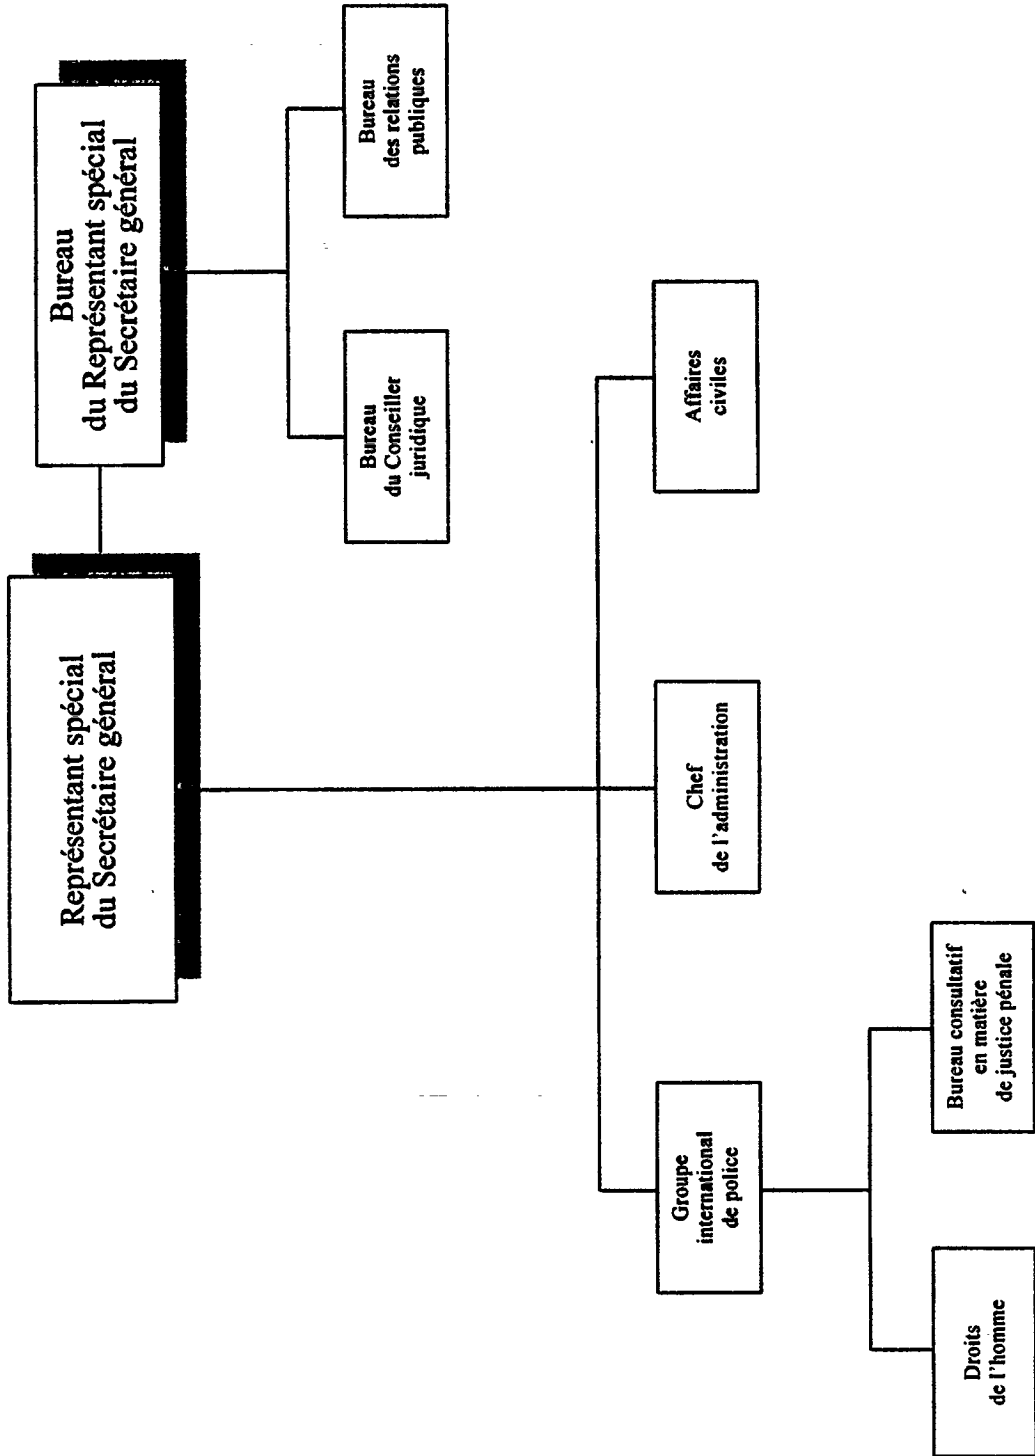 Représentant spécial
du Secrétaire général
Bureau
du Représentant spécial
du Secrétaire général
Bureau
du Conseiller
juridique
Bureau
des relations
publiques
Groupe
international
de police
Chef
de l'administration
Affaires
civiles
Droits
de l'homme
Bureau consultatif
en matière
de justice pénale